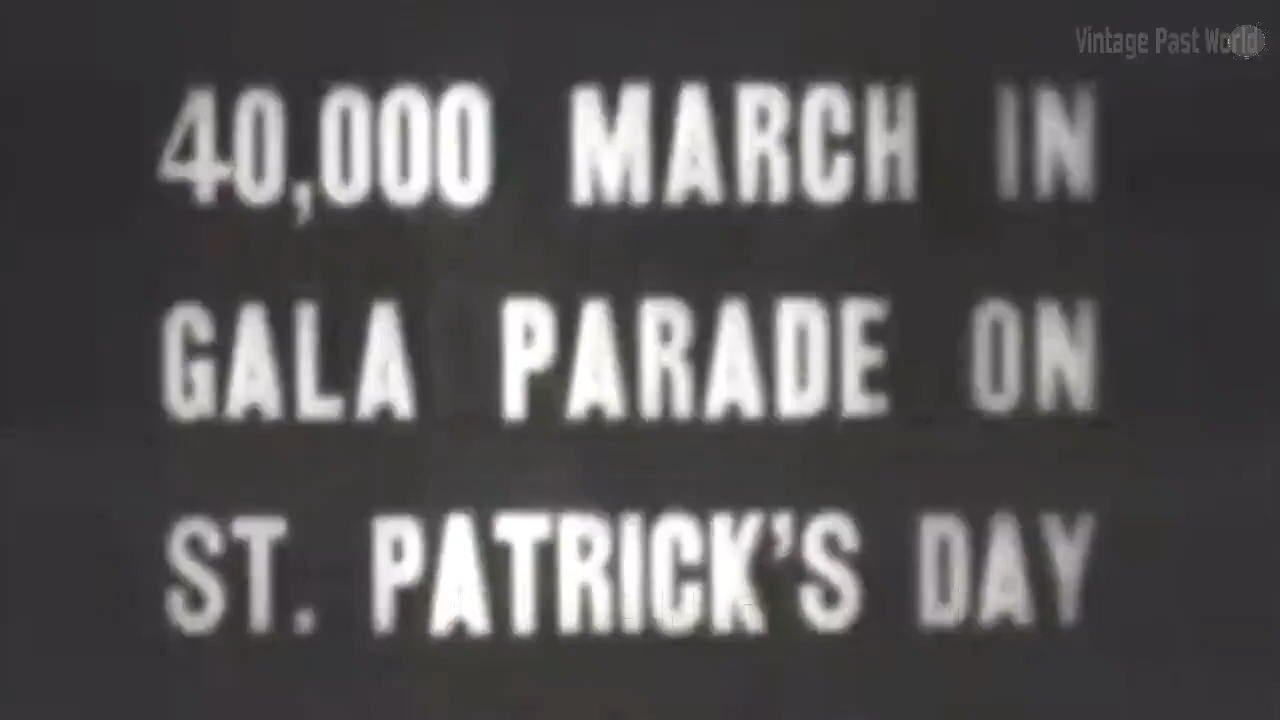 Vintage Past World
40,000 MARCH IN
GALA PARADE ON
ST. PATRICK'S DAY